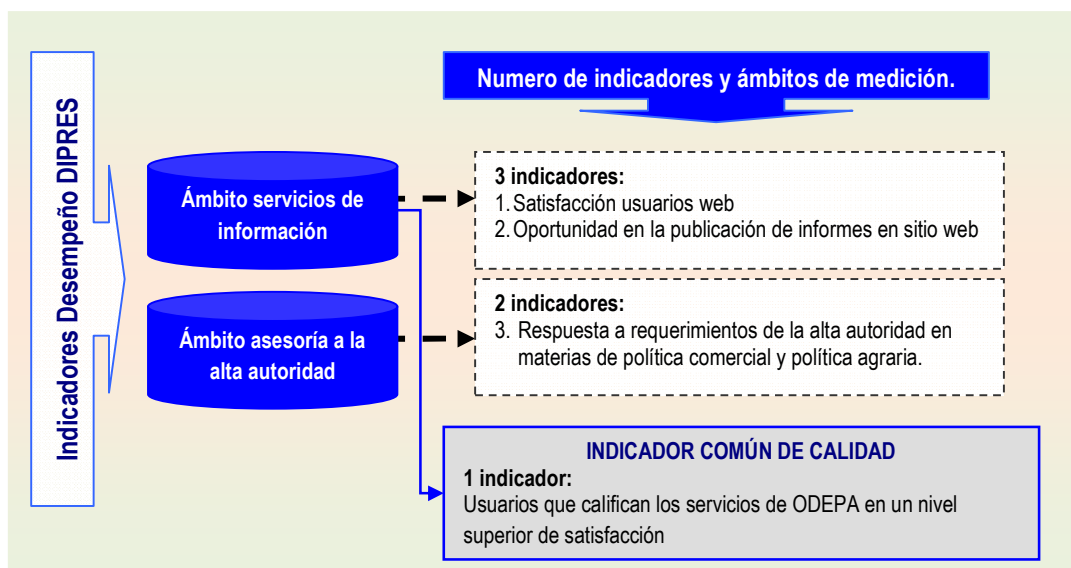 Indicadores Desempeño DIPRES
Numero de indicadores y ámbitos de medición.
Ámbito servicios de
información
3 indicadores:
1. Satisfacción usuarios web
2. Oportunidad en la publicación de informes en sitio web
Ámbito asesoría a la
alta autoridad
2 indicadores:
3. Respuesta a requerimientos de la alta autoridad en
materias de política comercial y política agraria.
INDICADOR COMÚN DE CALIDAD
1 indicador:
Usuarios que califican los servicios de ODEPA en un nivel
superior de satisfacción